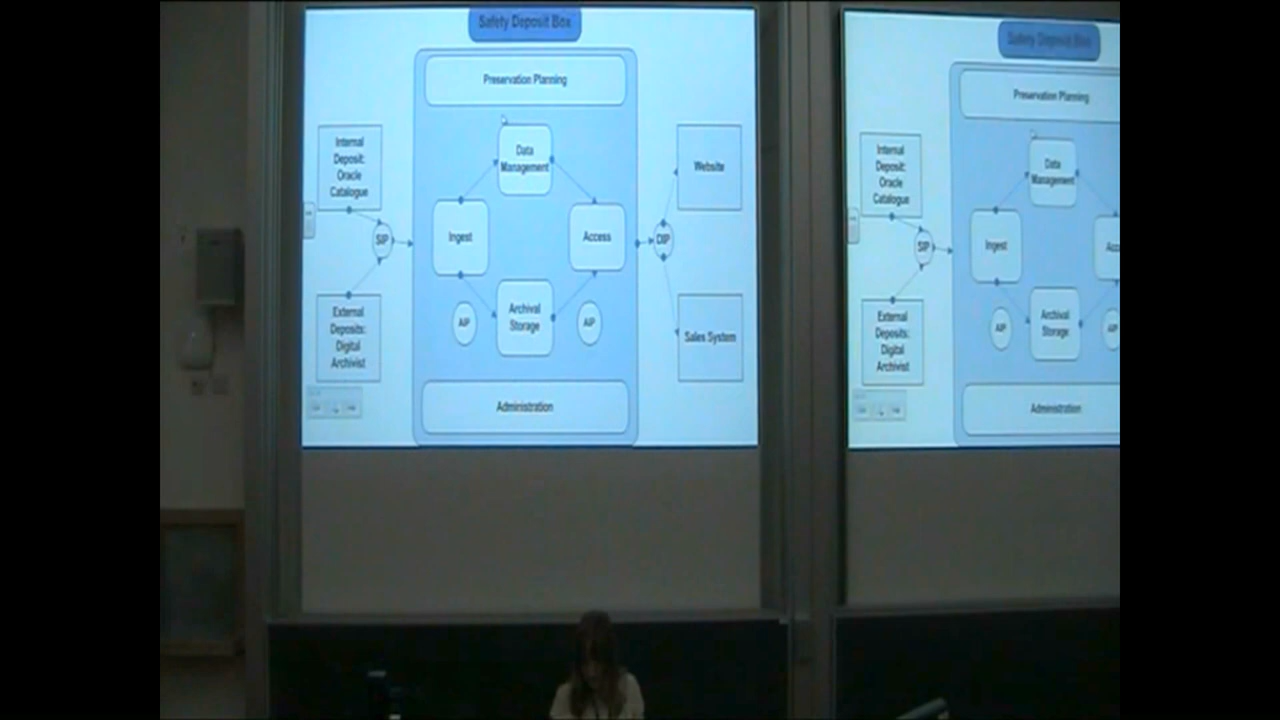 Safety Deposit Box
Preservation Planning
Internal
Deposit:
Oracle
Catalogue
Data
Management
Website
SIP
Ingest
Access
DIP
External
Deposits:
Digital
Archivist
AIP
Archival
Storage
AIP
Sales System
Administration
Safety Deposit Box
Preservation Planning
Internal
Deposit:
Oracle
Catalogue
Data
Management
SIP
Ingest
Acc
External
Deposits:
Digital
Archivist
AIP
Archival
Storage
AIP
Administration